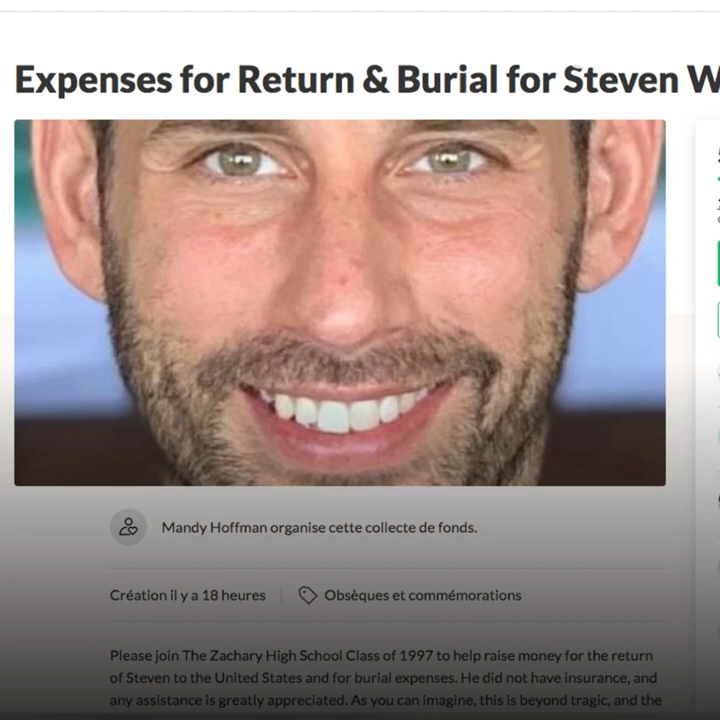 Expenses for Return & Burial for Steven W
Mandy Hoffman organise cette collecte de fonds.
Création il y a 18 heures
Obsèques et commémorations
Please join The Zachary High School Class of 1997 to help raise money for the return
of Steven to the United States and for burial expenses. He did not have insurance, and
any assistance is greatly appreciated. As you can imagine, this is beyond tragic, and the